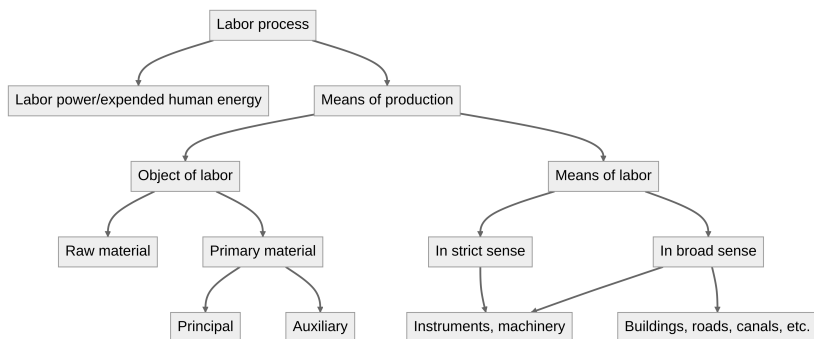 Labor process
Labor power/expended human energy
Means of production
Object of labor
Means of labor
Raw material
Primary material
In strict sense
In broad sense
Principal
Auxiliary
Instruments, machinery
Buildings, roads, canals, etc.